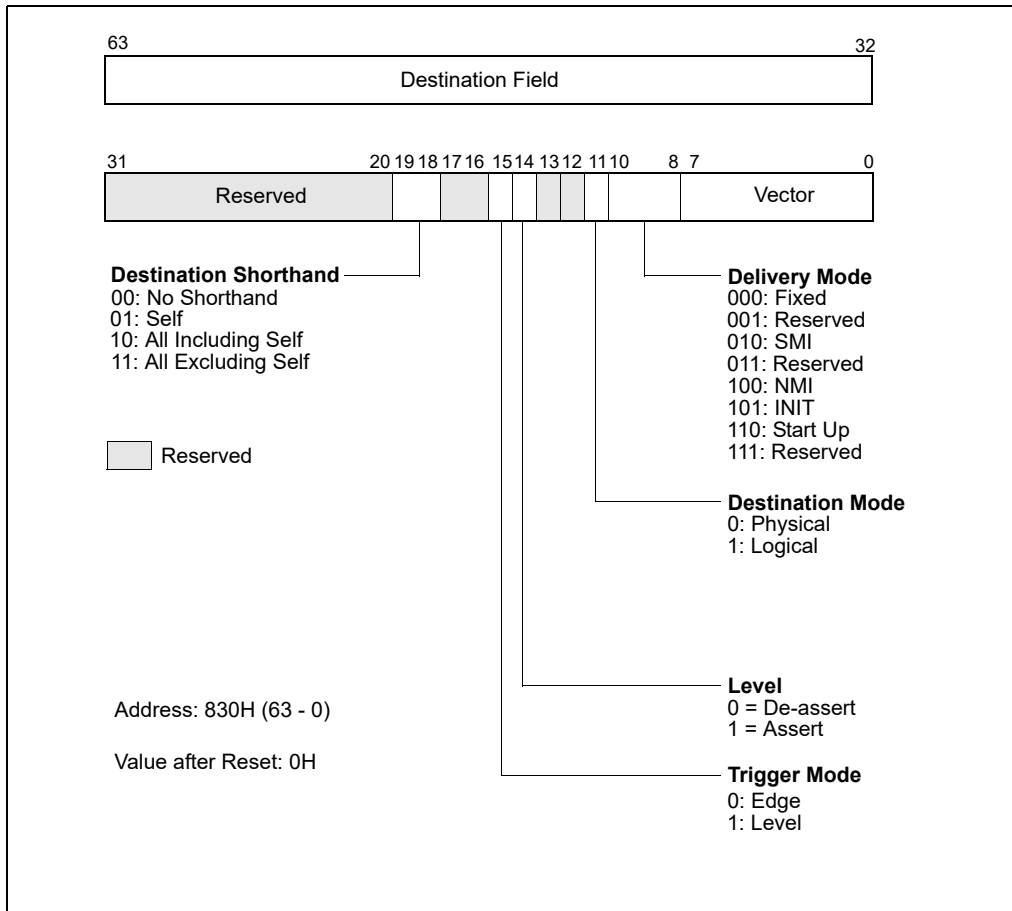 63 32
Destination Field
31 20 19 18 17 16 15 14 13 12 11 10 8 7 0
Reserved Vector
Destination Shorthand
00: No Shorthand
01: Self
10: All Including Self
11: All Excluding Self
Delivery Mode
000: Fixed
001: Reserved
010: SMI
011: Reserved
100: NMI
101: INIT
110: Start Up
111: Reserved
Reserved
Destination Mode
0: Physical
1: Logical
Level
0 = De-assert
1 = Assert
Address: 830H (63 - 0)
Value after Reset: 0H
Trigger Mode
0: Edge
1: Level